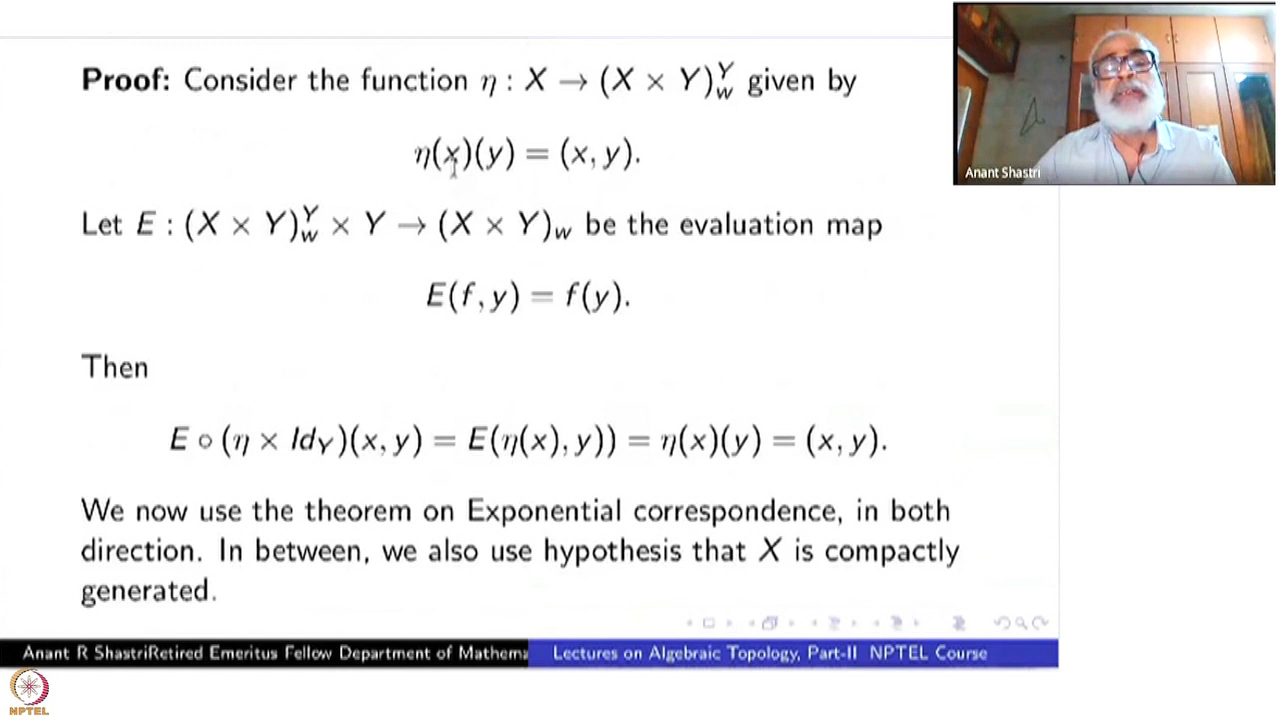 Proof: Consider the function η : X → (X × Y)_w^Y given by
η(x)(y) = (x, y).
Let E : (X × Y)_w^Y × Y → (X × Y)_w be the evaluation map
E(f, y) = f(y).
Then
E ∘ (η × Id_Y)(x, y) = E(η(x), y)) = η(x)(y) = (x, y).
We now use the theorem on Exponential correspondence, in both
direction. In between, we also use hypothesis that X is compactly
generated.
Anant Shastri
Anant R ShastriRetired Emeritus Fellow Department of Mathema
Lectures on Algebraic Topology, Part-II NPTEL Course
NPTEL